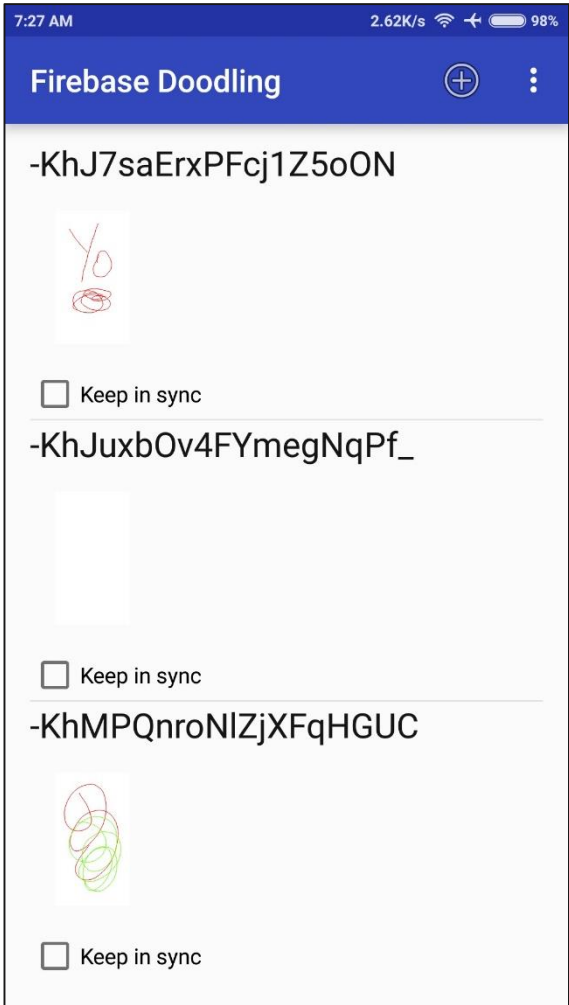 7:27 AM 2.62K/s 98%
Firebase Doodling
-KhJ7saErxPFcj1Z5oON
Yo
Keep in sync
-KhJuxbOv4FYmegNqPf_
Keep in sync
-KhMPQnroNlZjXFqHGUC
Keep in sync